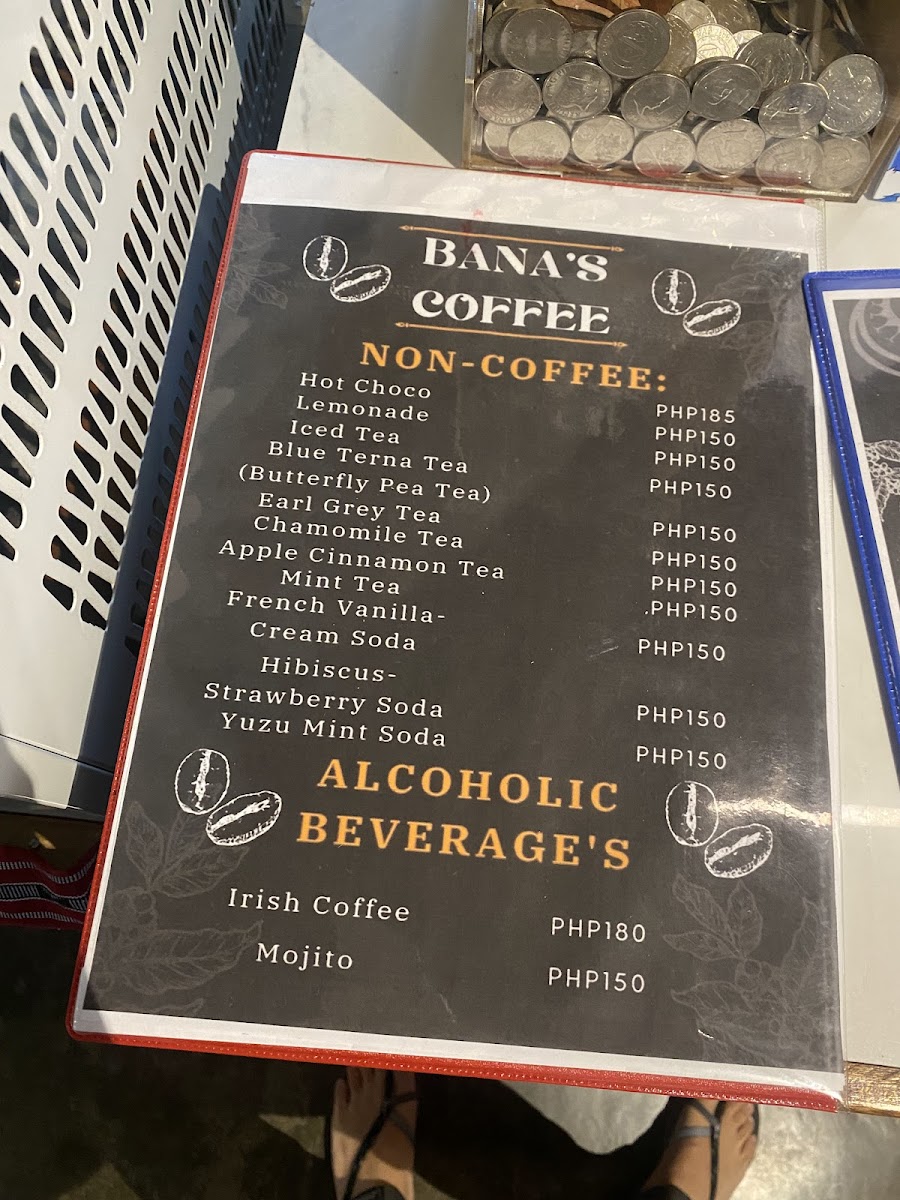 BANA'S
COFFEE
NON-COFFEE:
Hot Choco PHP185
Lemonade PHP150
Iced Tea PHP150
Blue Terna Tea
(Butterfly Pea Tea) PHP150
Earl Grey Tea PHP150
Chamomile Tea PHP150
Apple Cinnamon Tea PHP150
Mint Tea PHP150
French Vanilla-
Cream Soda PHP150
Hibiscus-
Strawberry Soda PHP150
Yuzu Mint Soda PHP150
ALCOHOLIC
BEVERAGE'S
Irish Coffee PHP180
Mojito PHP150